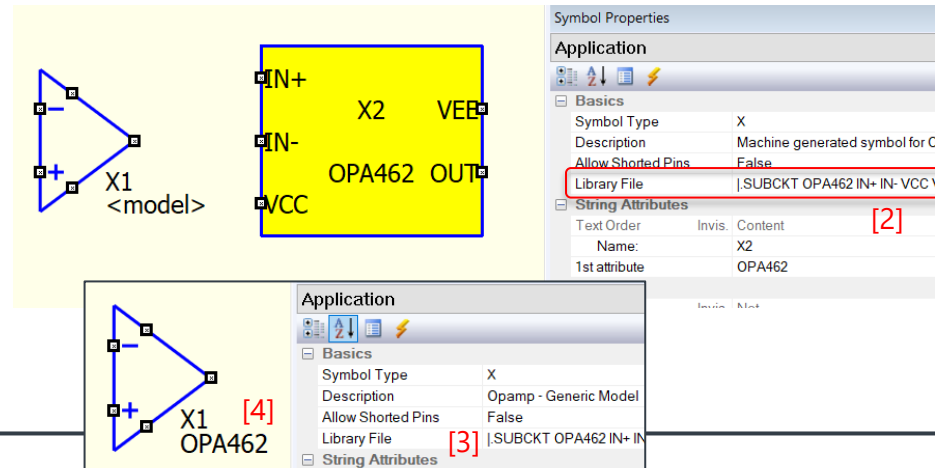 Symbol Properties
Application
Basics
Symbol Type X
Description Machine generated symbol for
Allow Shorted Pins False
Library File |.SUBCKT OPA462 IN+ IN- VCC
[2]
String Attributes
Text Order Invis. Content
Name: X2
1st attribute OPA462
−
+
X1
<model>
IN+
IN-
VCC
X2
OPA462
VEE
OUT
−
+
X1
OPA462
[4]
Application
Basics
Symbol Type X
Description Opamp - Generic Model
Allow Shorted Pins False
Library File |.SUBCKT OPA462 IN+
[3]
String Attributes